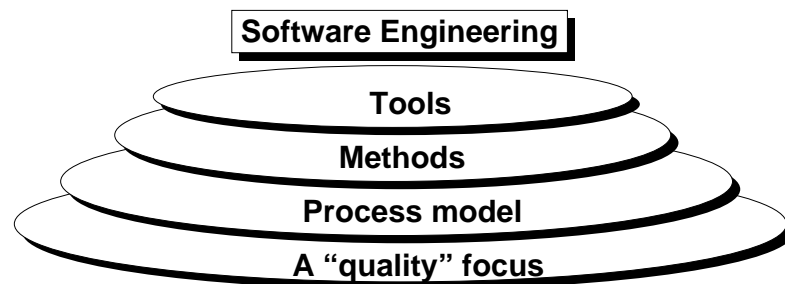 Software Engineering
Tools
Methods
Process model
A “quality” focus